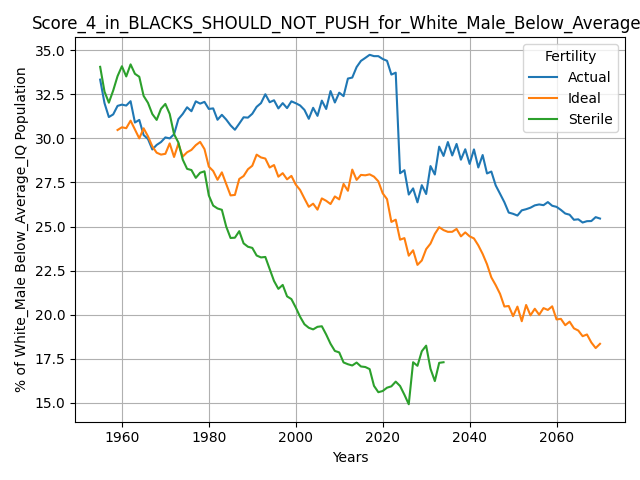 Score_4_in_BLACKS_SHOULD_NOT_PUSH_for_White_Male_Below_Average
Fertility
Actual
Ideal
Sterile
% of White_Male Below_Average_IQ Population
35.0
32.5
30.0
27.5
25.0
22.5
20.0
17.5
15.0
1960
1980
2000
2020
2040
2060
Years